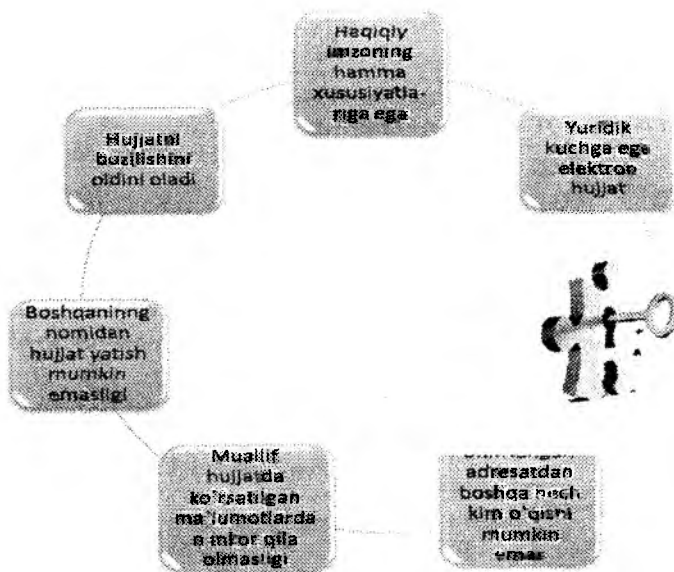 Haqiqiy
imzoning
hamma
xususiyatla-
riga ega
Yuridik
kuchga ega
elektron
hujjat
adresatdan
boshqa hech
kim o'qishi
mumkin
emas
Muallif
hujjatda
ko'rsatilgan
ma'lumotlarda
n inkor qila
olmasligi
Boshqaninng
nomidan
hujjat yatish
mumkin
emasligi
Hujjatni
buzilishini
oldini oladi